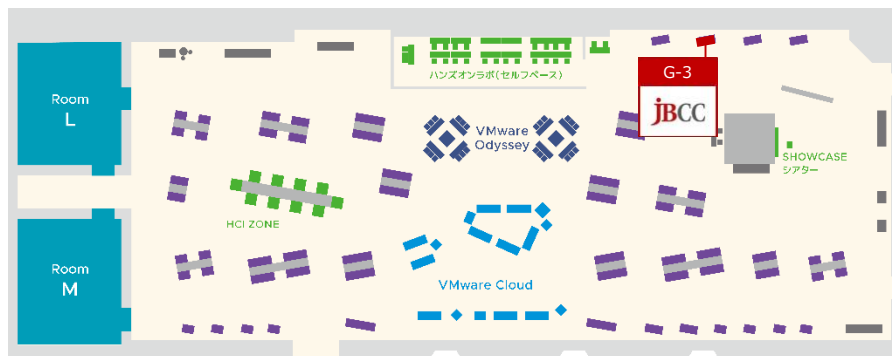 Room
L
ハンズオンラボ(セルフペース)
G-3
JBCC
VMware
Odyssey
SHOWCASE
シアター
HCI ZONE
Room
M
VMware Cloud